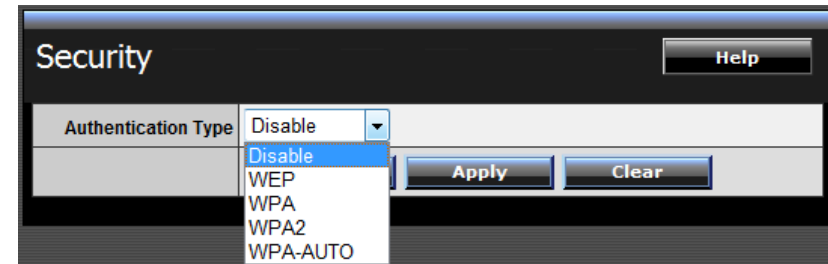 Security
Help
Authentication Type Disable
Disable
WEP
WPA
WPA2
WPA-AUTO
Apply Clear